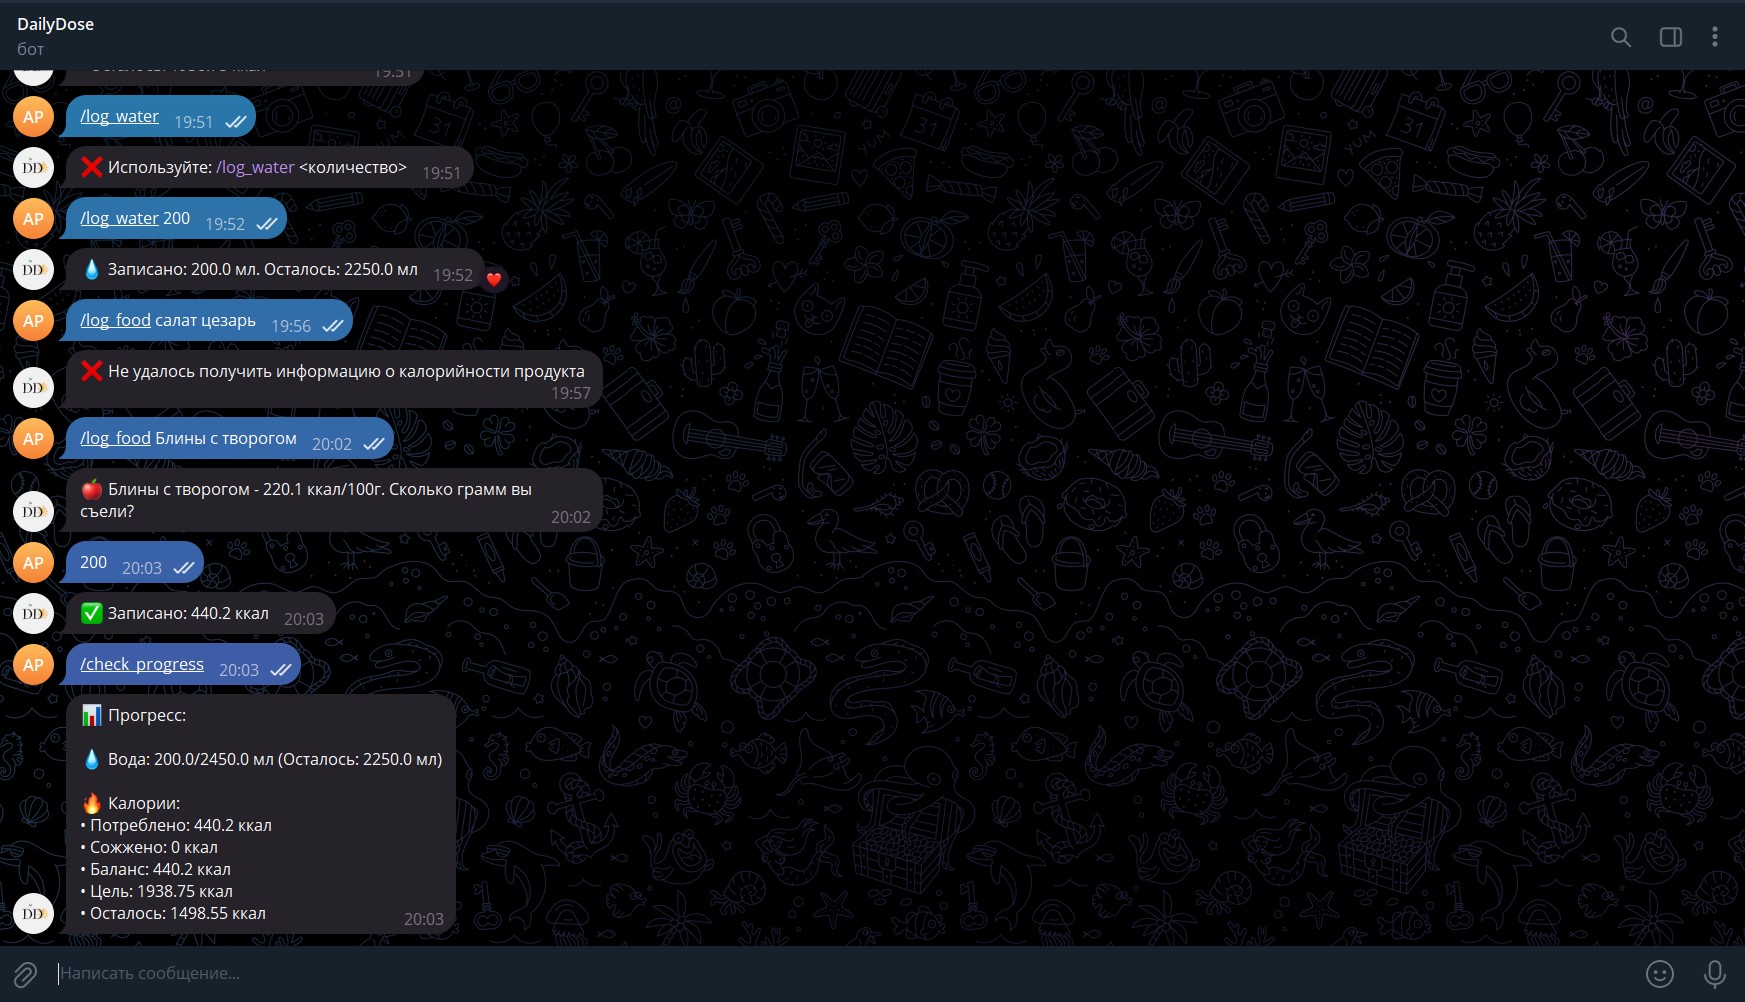 DailyDose
бот
19:51
AP
/log_water 19:51
DD
❌ Используйте: /log_water <количество> 19:51
AP
/log_water 200 19:52
DD
💧 Записано: 200.0 мл. Осталось: 2250.0 мл 19:52 ❤️
AP
/log_food салат цезарь 19:56
❌ Не удалось получить информацию о калорийности продукта
DD
19:57
AP
/log_food Блины с творогом 20:02
🍎 Блины с творогом - 220.1 ккал/100г. Сколько грамм вы
съели?
DD
20:02
AP
200 20:03
DD
✅ Записано: 440.2 ккал 20:03
AP
/check_progress 20:03
📊 Прогресс:
💧 Вода: 200.0/2450.0 мл (Осталось: 2250.0 мл)
🔥 Калории:
• Потреблено: 440.2 ккал
• Сожжено: 0 ккал
• Баланс: 440.2 ккал
• Цель: 1938.75 ккал
• Осталось: 1498.55 ккал
DD
20:03
Написать сообщение...